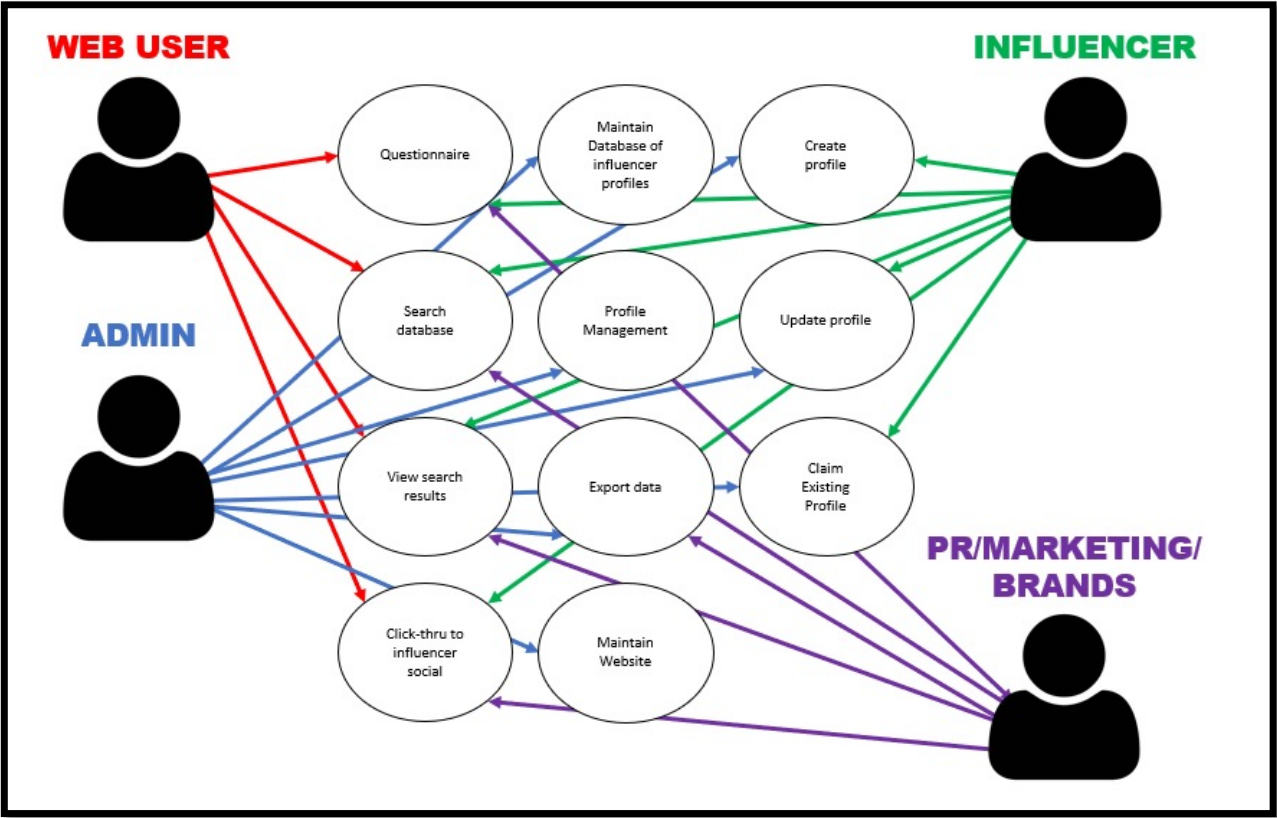 WEB USER
INFLUENCER
Questionnaire
Maintain
Database of
influencer
profiles
Create
profile
ADMIN
Search
database
Profile
Management
Update profile
View search
results
Export data
Claim
Existing
Profile
PR/MARKETING/
BRANDS
Click-thru to
influencer
social
Maintain
Website